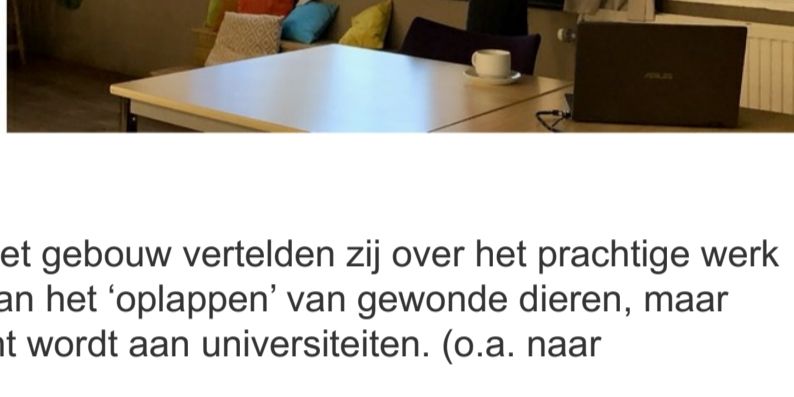 ASUS
et gebouw vertelden zij over het prachtige werk
an het ‘oplappen’ van gewonde dieren, maar
t wordt aan universiteiten. (o.a. naar